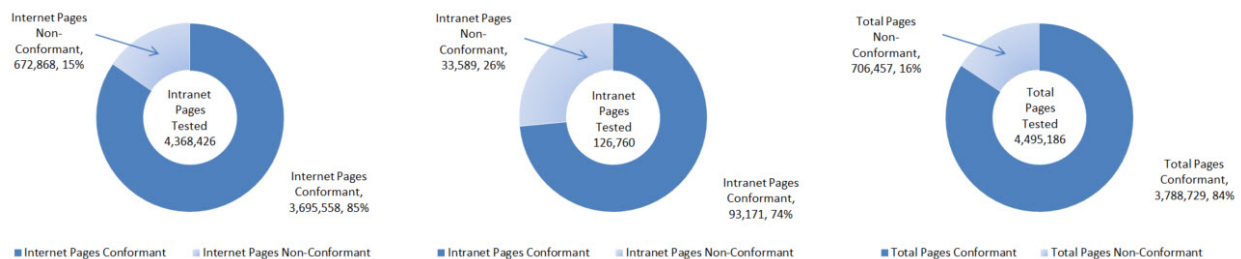 Internet Pages
Non-
Conformant,
672,868, 15%
Intranet
Pages
Tested
4,368,426
Internet Pages
Conformant,
3,695,558, 85%
Internet Pages Conformant
Internet Pages Non-Conformant
Intranet Pages
Non-
Conformant,
33,589, 26%
Intranet
Pages
Tested
126,760
Intranet Pages
Conformant,
93,171, 74%
Intranet Pages Conformant
Intranet Pages Non-Conformant
Total Pages
Non-
Conformant,
706,457, 16%
Total
Pages
Tested
4,495,186
Total Pages
Conformant,
3,788,729, 84%
Total Pages Conformant
Total Pages Non-Conformant